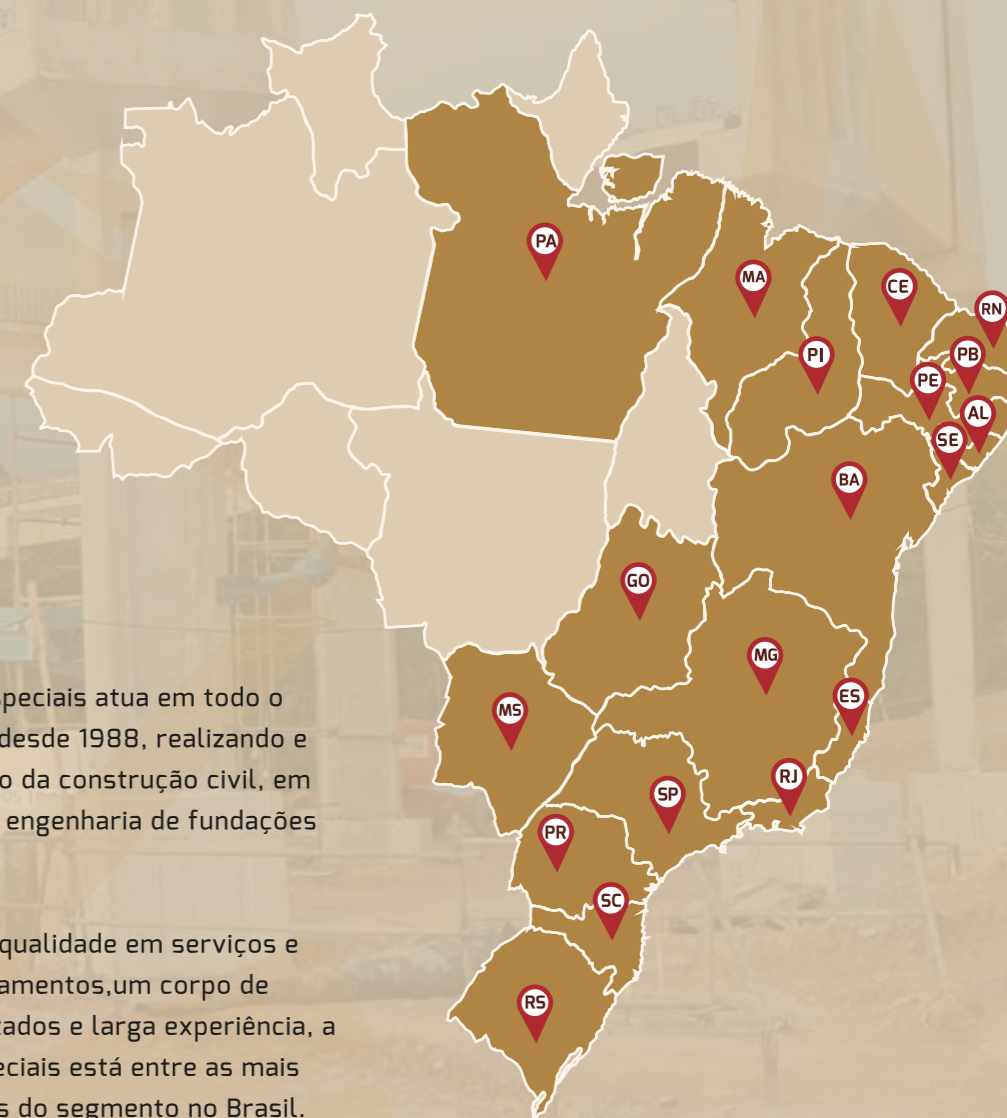 speciais atua em todo o
desde 1988, realizando e
o da construção civil, em
engenharia de fundações
qualidade em serviços e
amentos,um corpo de
ados e larga experiência, a
eciais está entre as mais
s do segmento no Brasil.
PA
MA
CE
RN
PI
PB
PE
AL
SE
BA
GO
MG
ES
MS
RJ
SP
PR
SC
RS